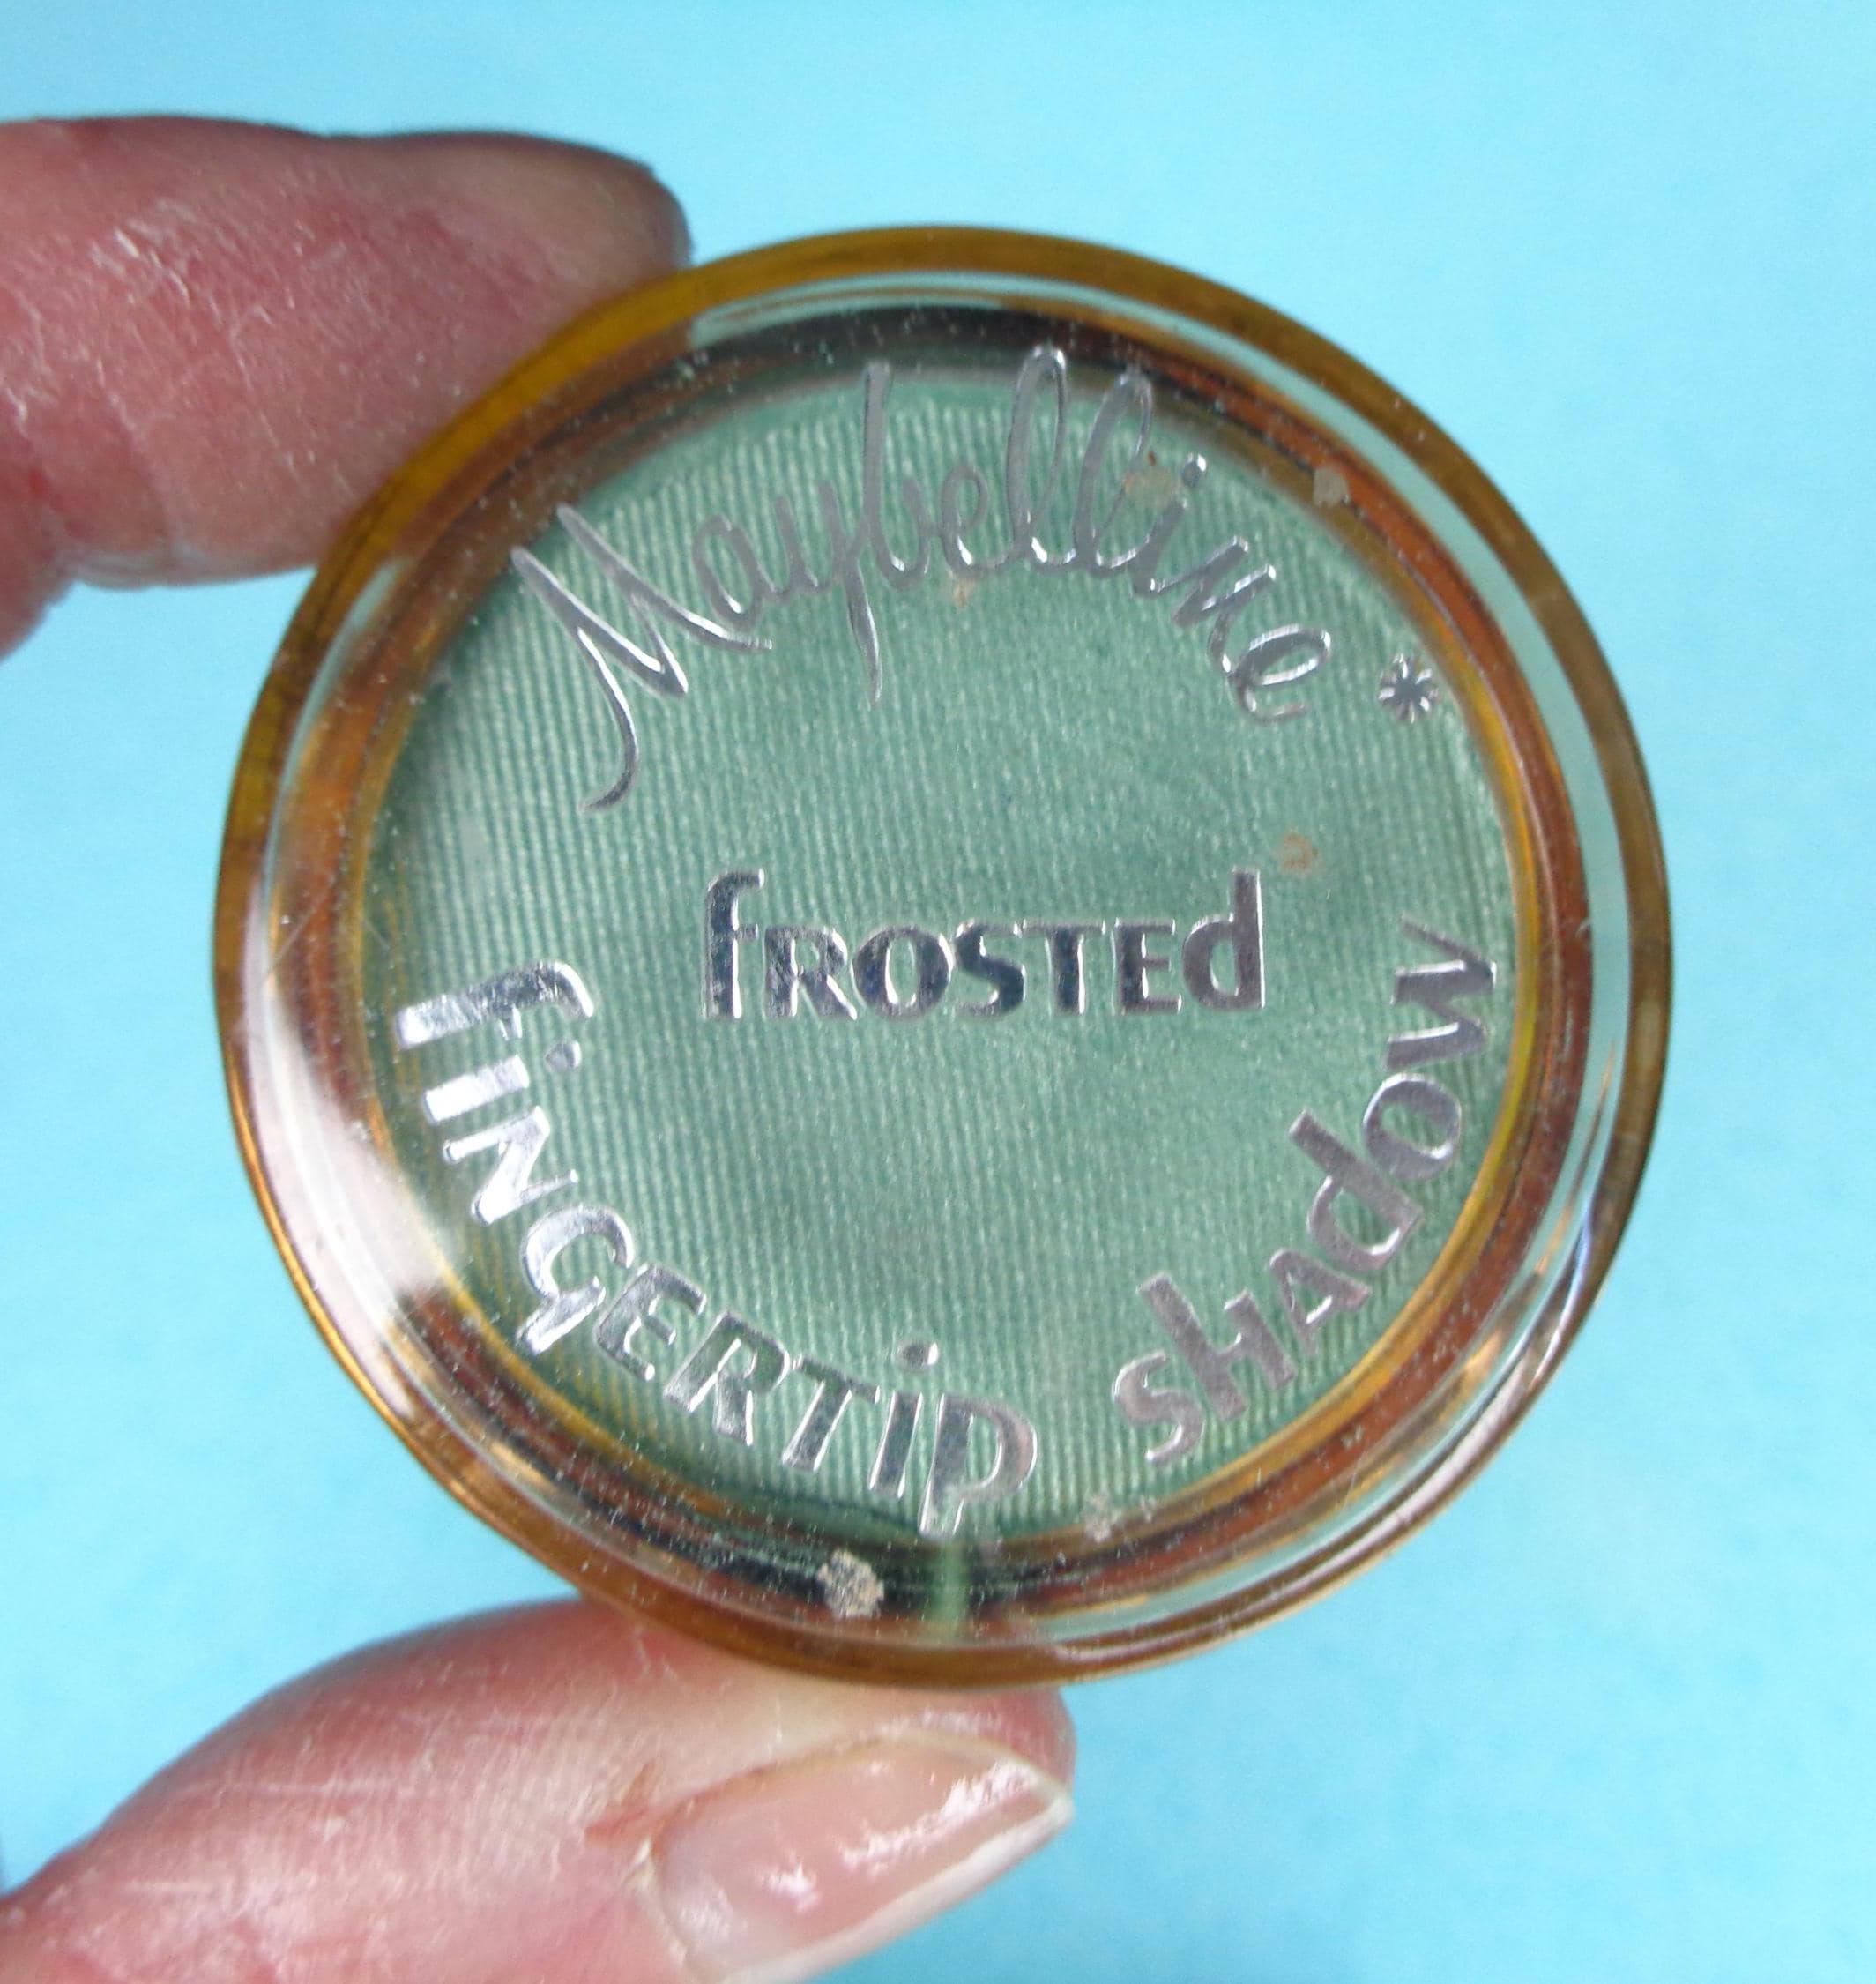 Maybelline*
fROSTEd
fiNGERTip sHAdOW